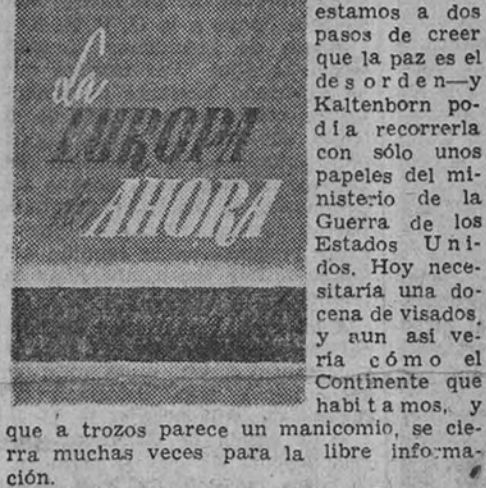 la
EUROPA
de
AHORA
estamos a dos
pasos de creer
que la paz es el
desorden—y
Kaltenborn po-
día recorrerla
con sólo unos
papeles del mi-
nisterio de la
Guerra de los
Estados Uni-
dos. Hoy nece-
sitaría una do-
cena de visados,
y aun así ve-
ría cómo el
Continente que
habitamos, y
que a trozos parece un manicomio, se cie-
rra muchas veces para la libre informa-
ción.